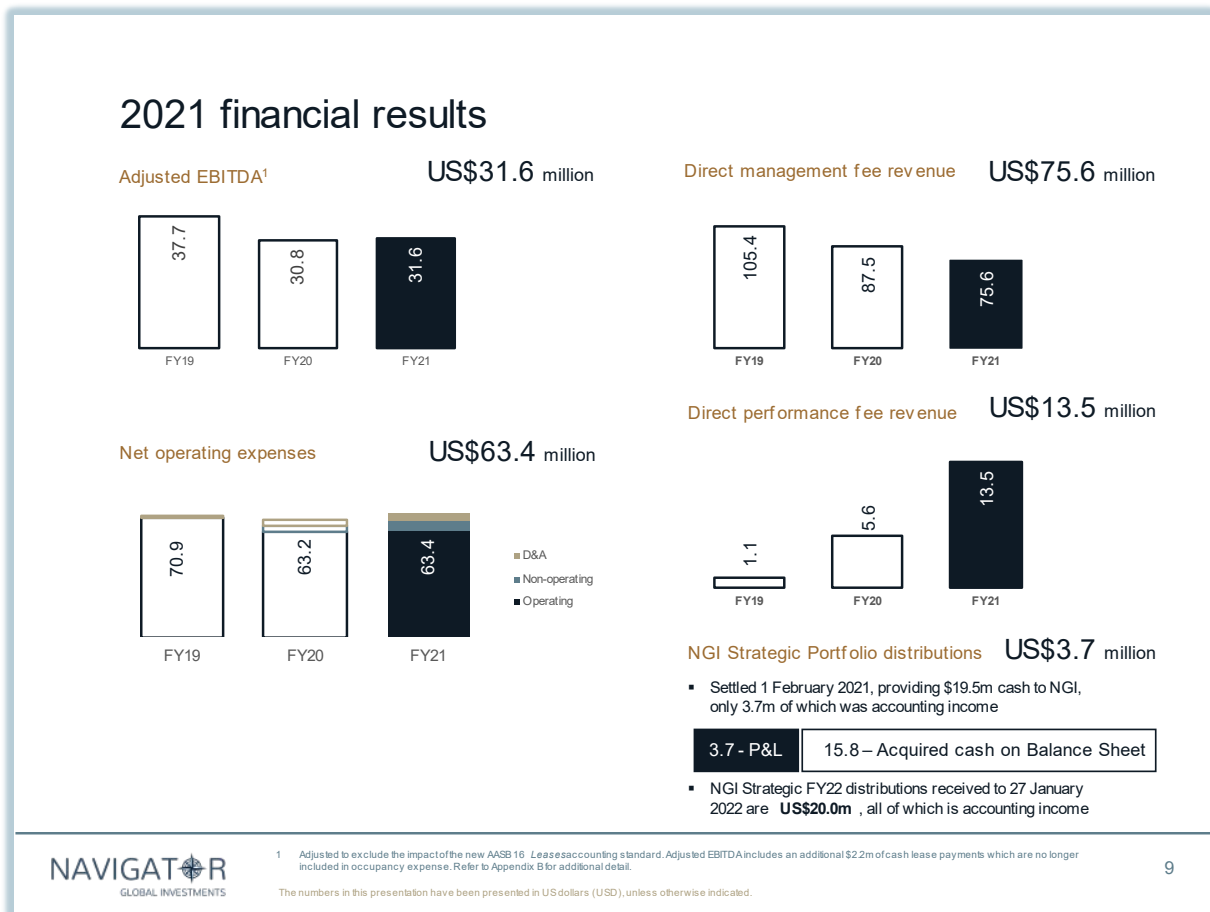 2021 financial results
Adjusted EBITDA1
US$31.6 million
37.7
30.8
31.6
FY19
FY20
FY21
Net operating expenses
US$63.4 million
70.9
63.2
63.4
D&A
Non-operating
Operating
FY19
FY20
FY21
Direct management fee revenue
US$75.6 million
105.4
87.5
75.6
FY19
FY20
FY21
Direct performance fee revenue
US$13.5 million
1.1
5.6
13.5
FY19
FY20
FY21
NGI Strategic Portfolio distributions
US$3.7 million
▪ Settled 1 February 2021, providing $19.5m cash to NGI,
only 3.7m of which was accounting income
3.7 - P&L
15.8 – Acquired cash on Balance Sheet
▪ NGI Strategic FY22 distributions received to 27 January
2022 are US$20.0m , all of which is accounting income
NAVIGATOR
GLOBAL INVESTMENTS
1 Adjusted to exclude the impact of the new AASB 16 Leases accounting standard. Adjusted EBITDA includes an additional $2.2m of cash lease payments which are no longer
included in occupancy expense. Refer to Appendix B for additional detail.
The numbers in this presentation have been presented in US dollars (USD), unless otherwise indicated.
9